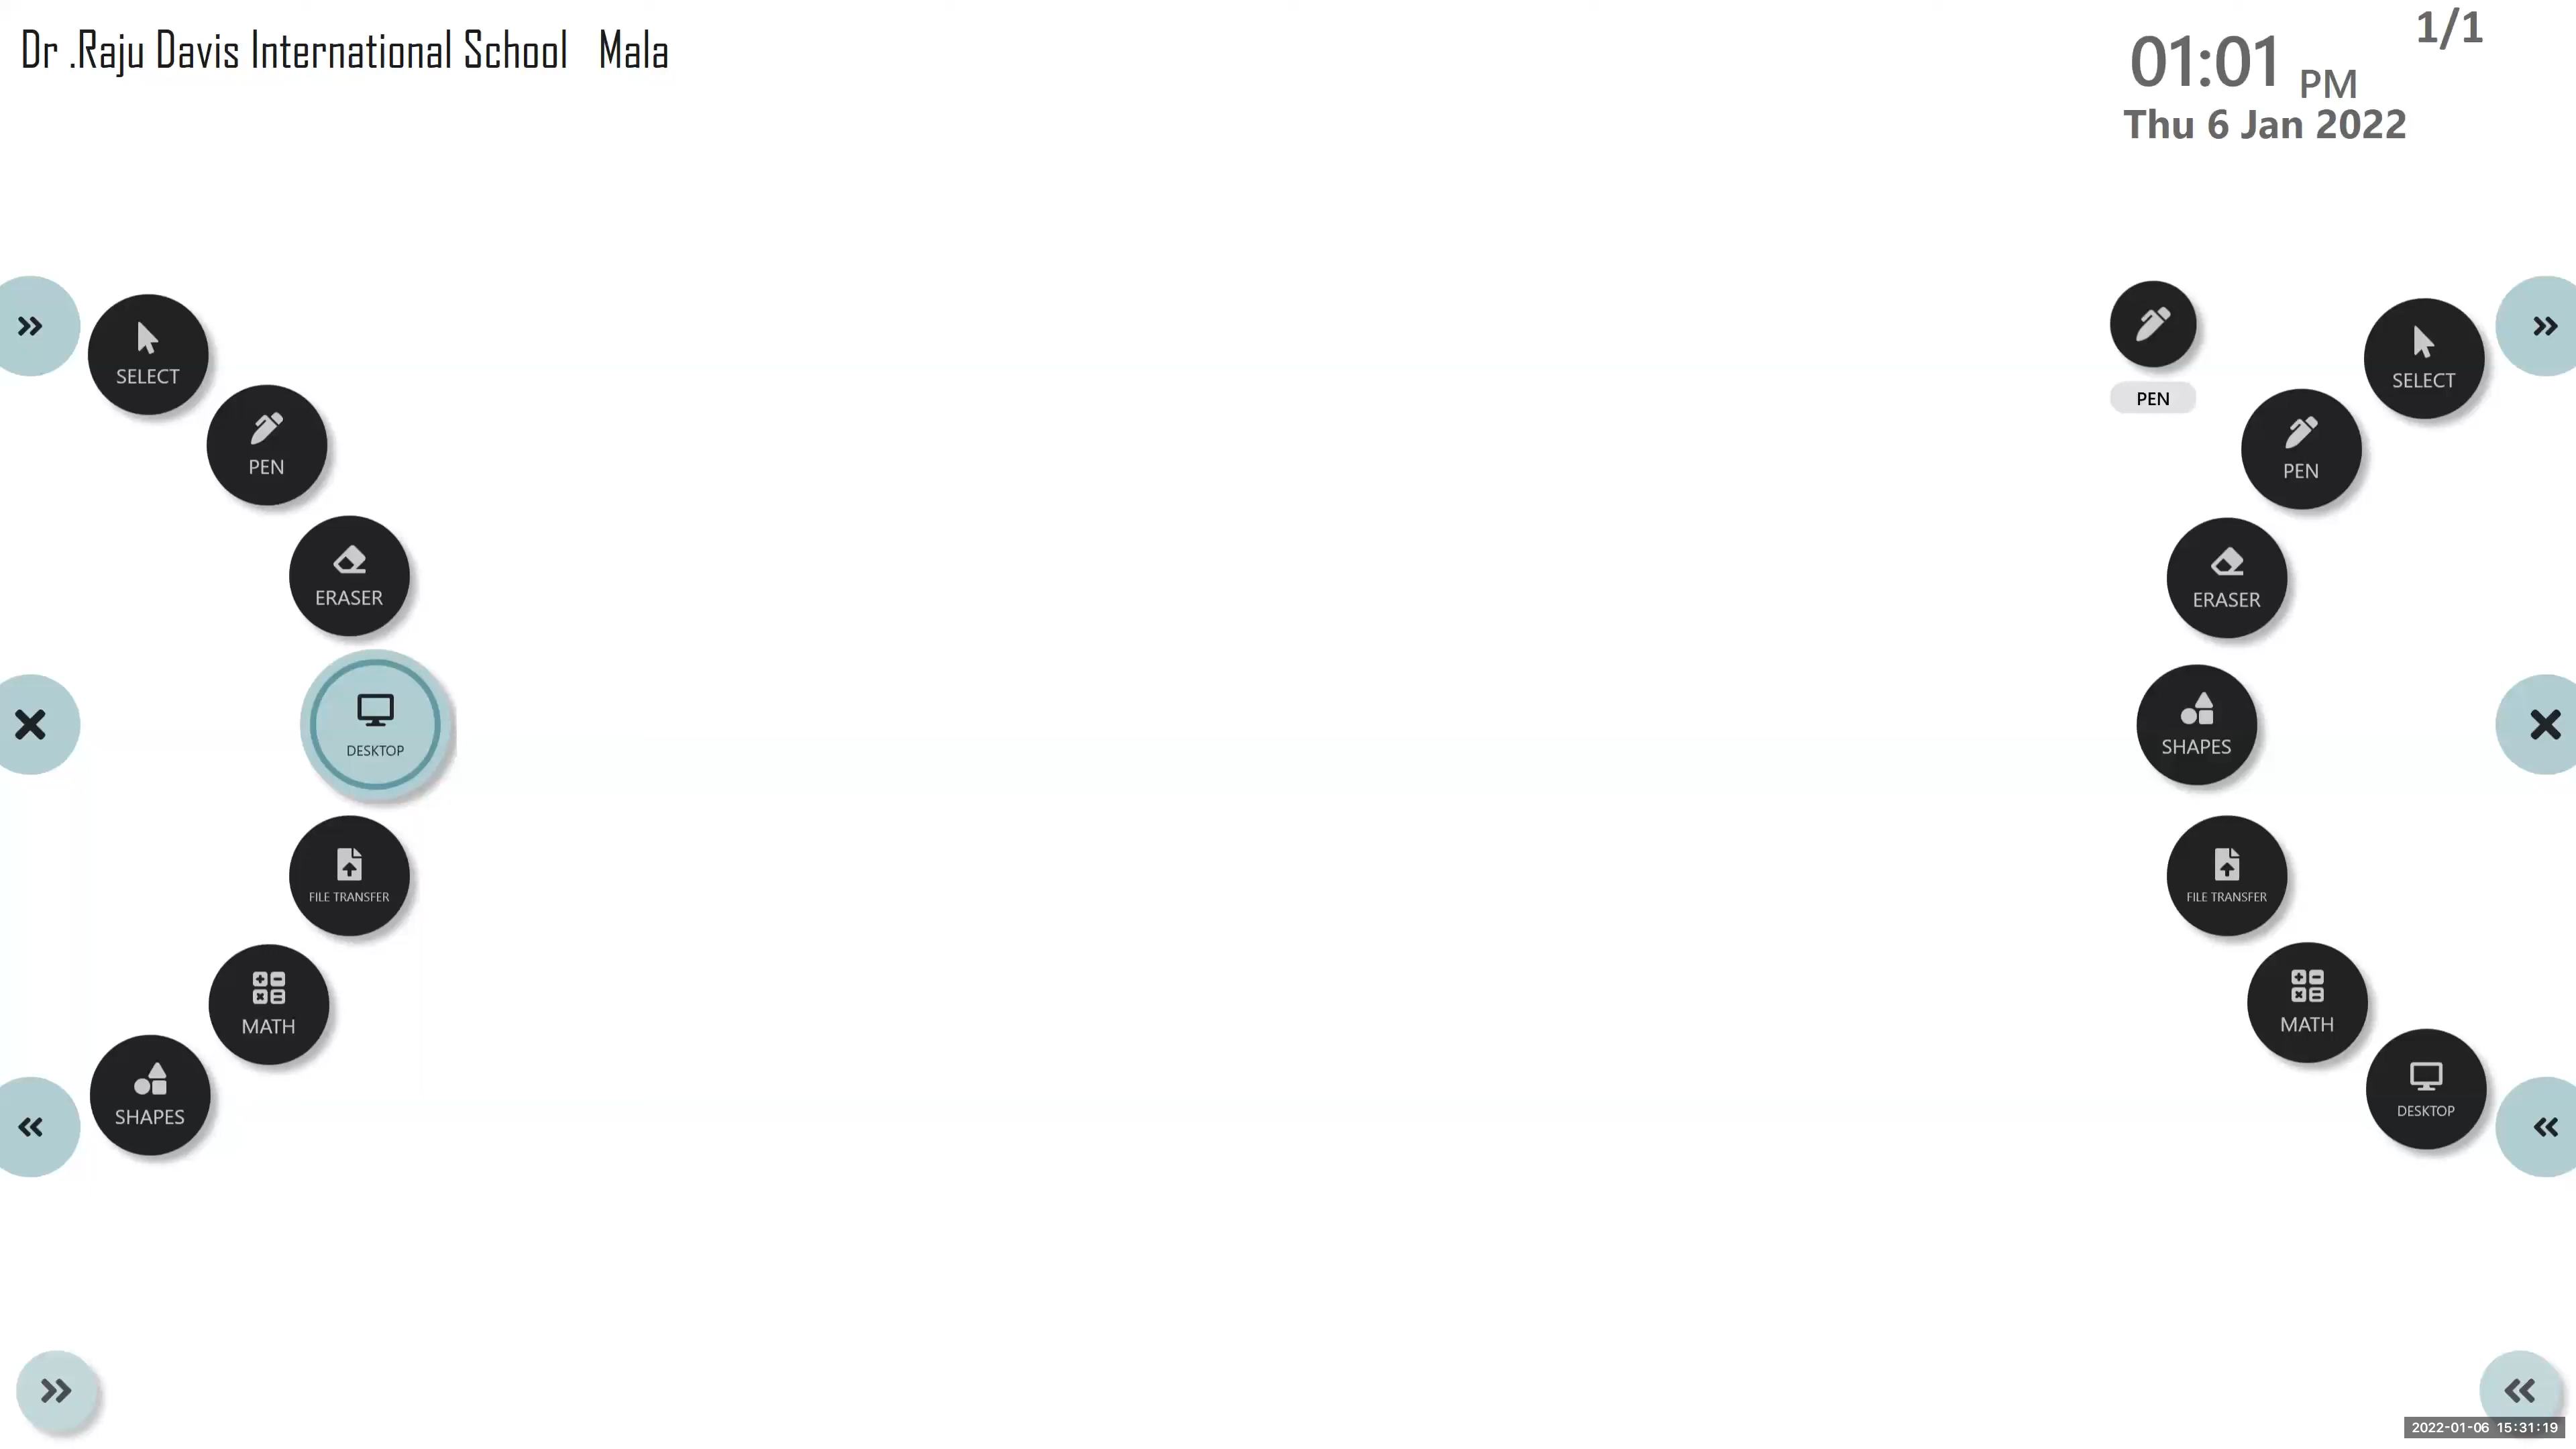 Dr .Raju Davis International School Mala
1/1
01:01 PM
Thu 6 Jan 2022
SELECT
PEN
ERASER
DESKTOP
FILE TRANSFER
MATH
SHAPES
PEN
SELECT
PEN
ERASER
SHAPES
FILE TRANSFER
MATH
DESKTOP
2022-01-06 15:31:19